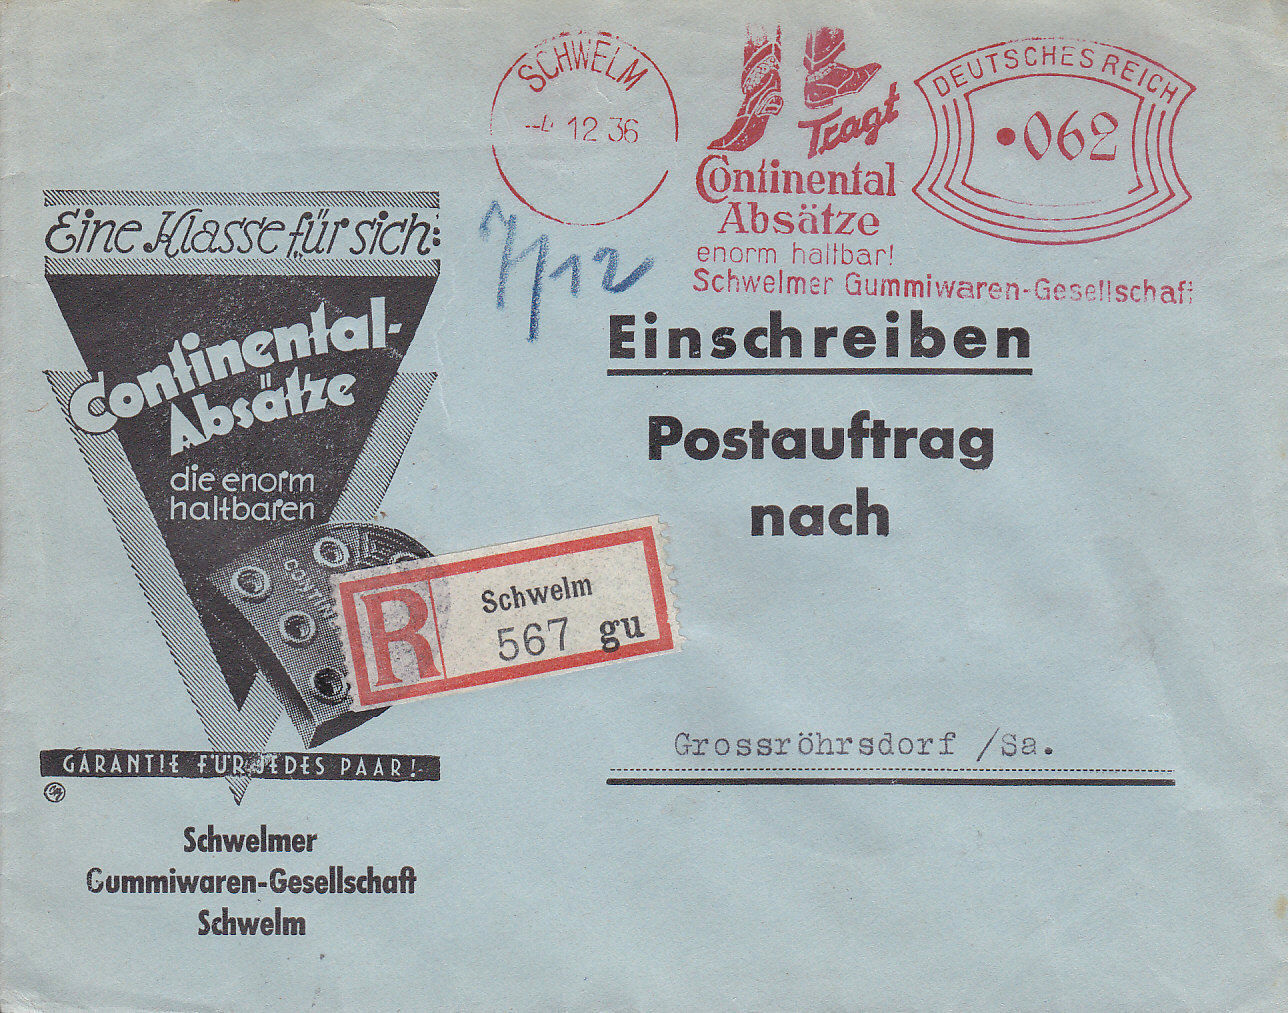 SCHWELM
-4.12.36
Tragt
Continental
Absätze
enorm haltbar!
Schwelmer Gummiwaren-Gesellschaft
DEUTSCHES REICH
062
7/12
Eine Klasse für sich:
Continental-
Absätze
die enorm
haltbaren
GARANTIE FÜR JEDES PAAR!
Schwelmer
Gummiwaren-Gesellschaft
Schwelm
R
Schwelm
567 gu
Einschreiben
Postauftrag
nach
Grossröhrsdorf /Sa.